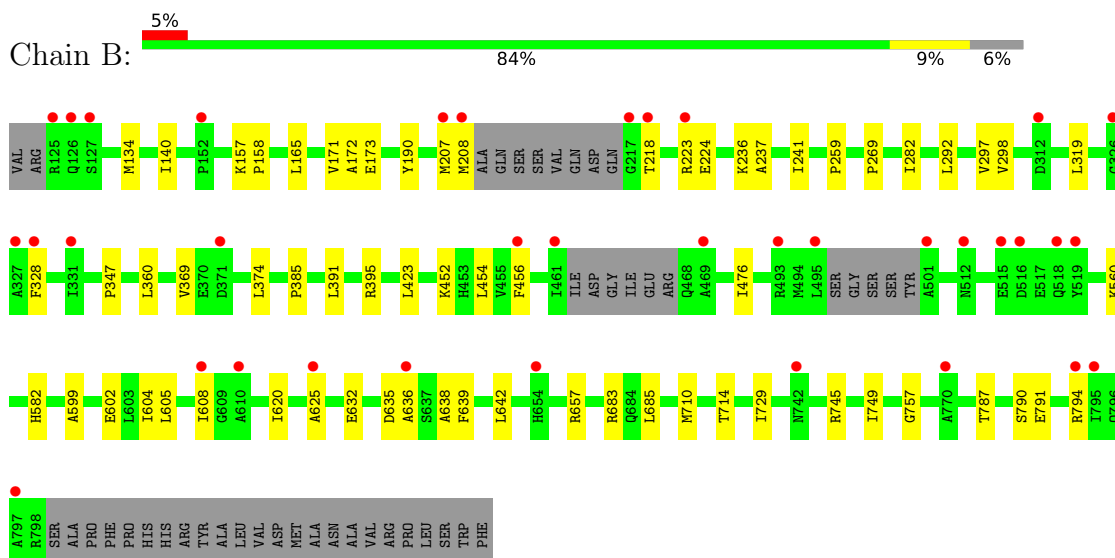 5%
Chain B:
84% 9% 6%
VAL ARG R125 Q126 S127 M134 I140 P152 K157 P158 L165 V171 A172 E173 Y190 M207 M208 ALA GLN SER SER VAL GLN ASP GLN G217 T218 R223 E224 K236 A237 I241 P259 P269 I282 L292 V297 V298 D312 L319 G326
A327 F328 I331 P347 L360 V369 E370 D371 L374 P385 L391 R395 L423 K452 H453 L454 V455 F456 I461 ILE ASP GLY ILE GLU ARG Q468 A469 I476 R493 M494 L495 SER GLY SER SER TYR A501 N512 E515 D516 E517 Q518 Y519 K560
H582 A599 E602 L603 I604 L605 I608 G609 A610 I620 A625 E632 D635 A636 S637 A638 F639 L642 H654 R657 R683 Q684 L685 M710 T714 I729 N742 R745 I749 G757 A770 T787 S790 E791 R794 I795
A797 R798 SER ALA PRO PHE PRO HIS HIS ARG TYR ALA LEU VAL ASP MET ALA ASN ALA VAL ARG PRO LEU SER TRP PHE